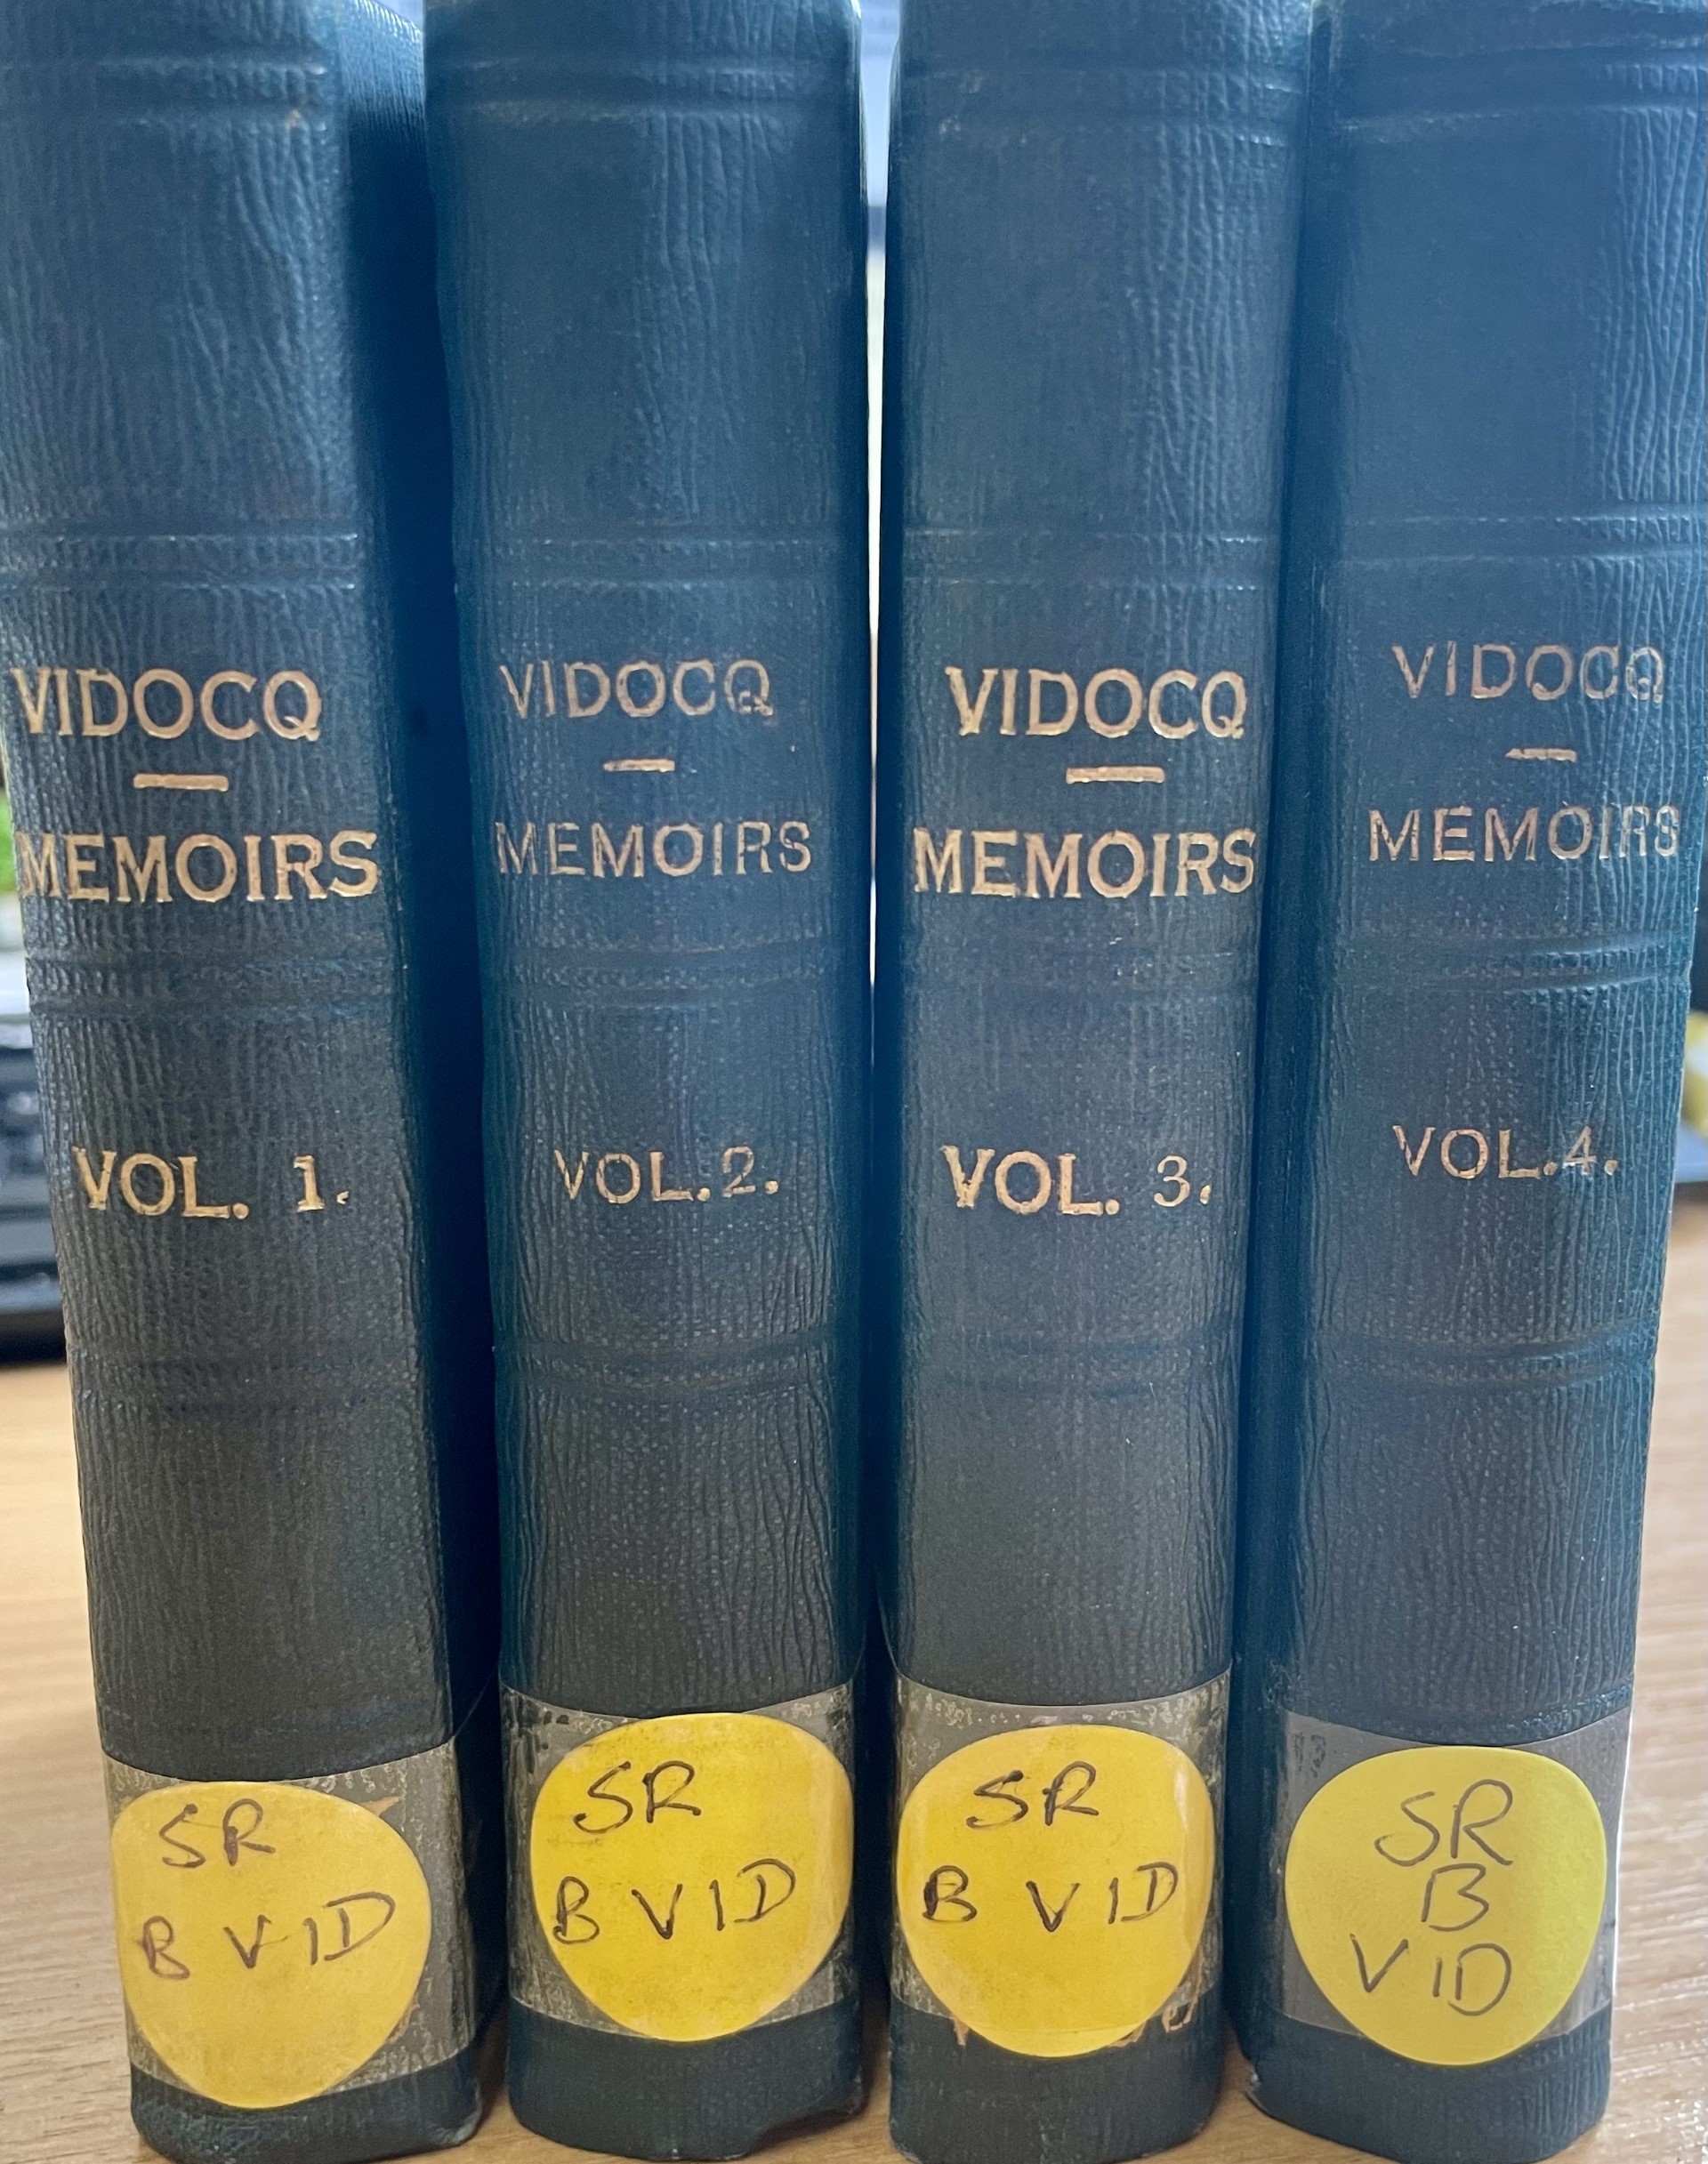 VIDOCQ
MEMOIRS
VOL. 1.
SR
B VID
VIDOCQ
MEMOIRS
VOL. 2.
SR
B VID
VIDOCQ
MEMOIRS
VOL. 3.
SR
B VID
VIDOCQ
MEMOIRS
VOL. 4.
SR
B
VID